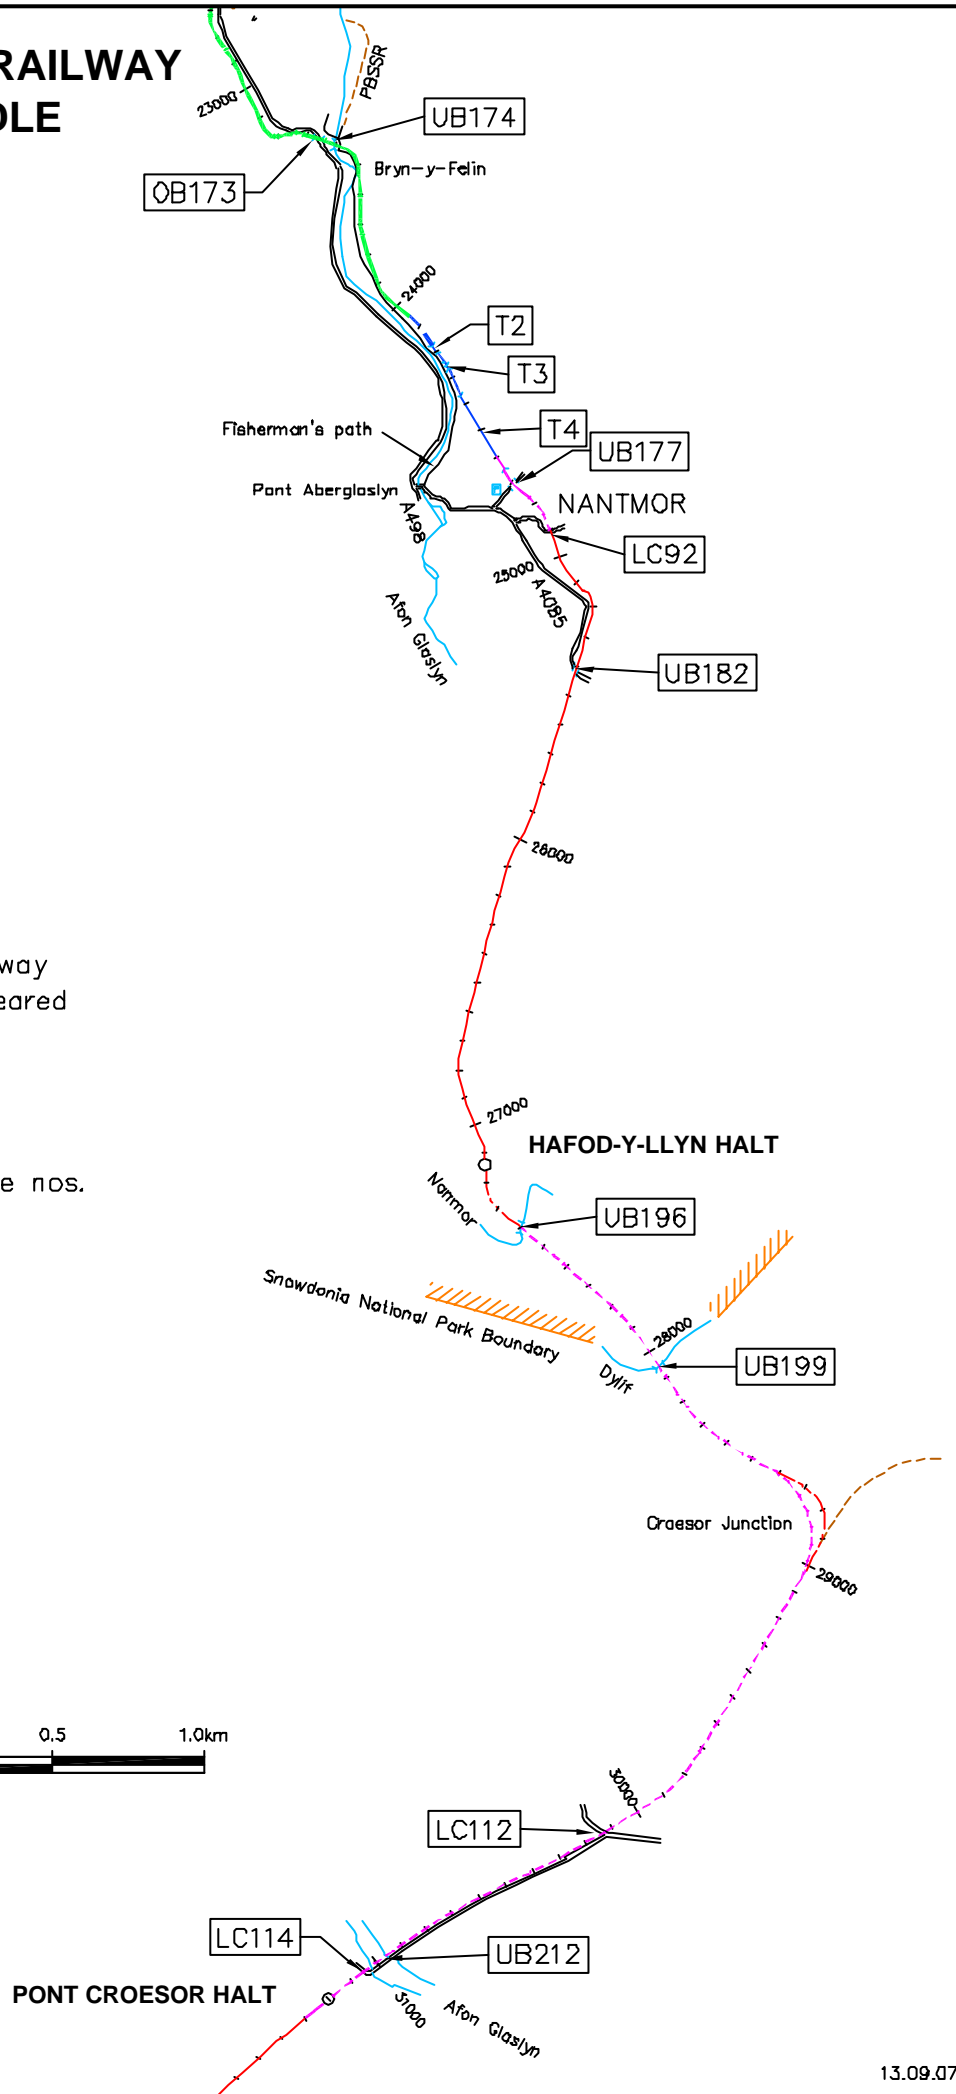 RAILWAY
OLE
PBSSR
23000
UB174
Bryn-y-Felin
OB173
24000
T2
T3
Fisherman's path
T4
UB177
Pont Aberglaslyn
A498
NANTMOR
LC92
25000
A4085
Afon Glaslyn
UB182
26000
way
eared
27000
HAFOD-Y-LLYN HALT
e nos.
Nanmor
UB196
Snowdonia National Park Boundary
28000
UB199
Dylif
Croesor Junction
29000
0.5 1.0km
30000
LC112
LC114
UB212
PONT CROESOR HALT
31000
Afon Glaslyn
13.09.07